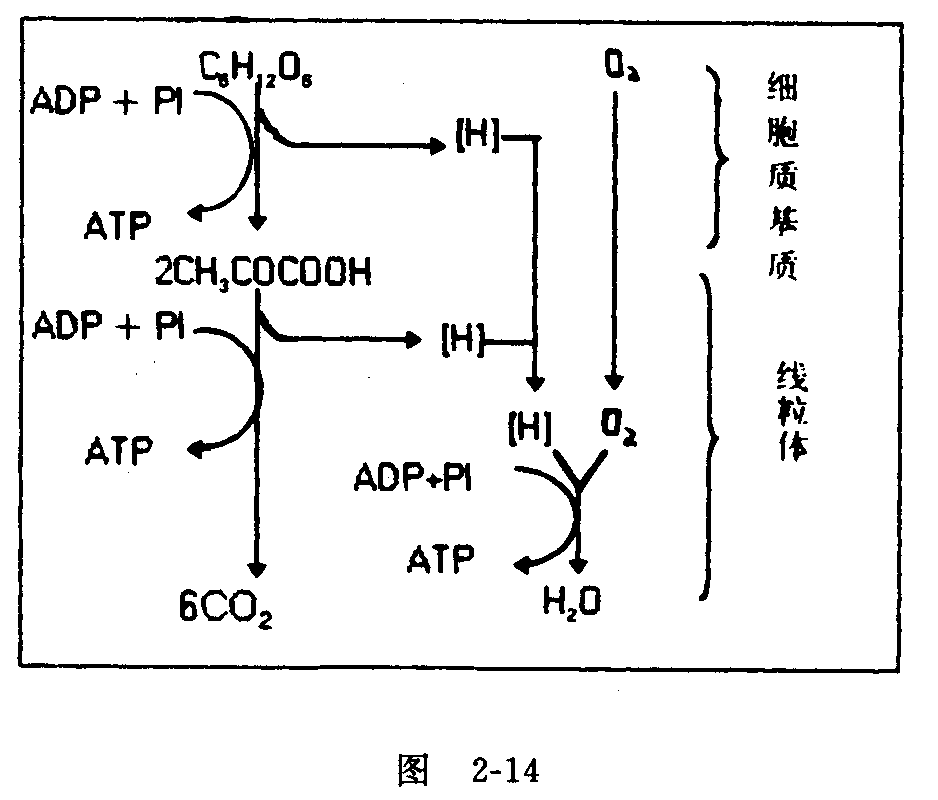 C₆H₁₂O₆
O₂
ADP + PI
[H]
ATP
细胞质基质
2CH₃COCOOH
ADP + PI
[H]
ATP
线粒体
[H]
O₂
ADP+PI
ATP
6CO₂
H₂O
图 2-14